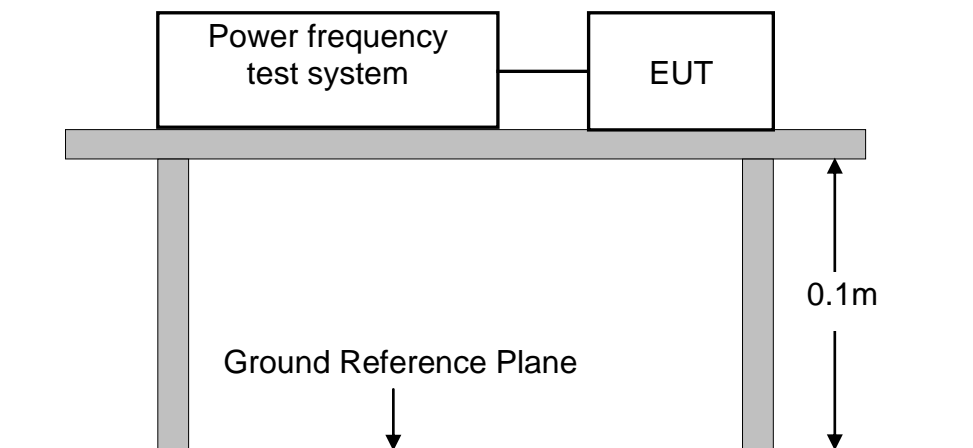 Power frequency
test system
EUT
0.1m
Ground Reference Plane